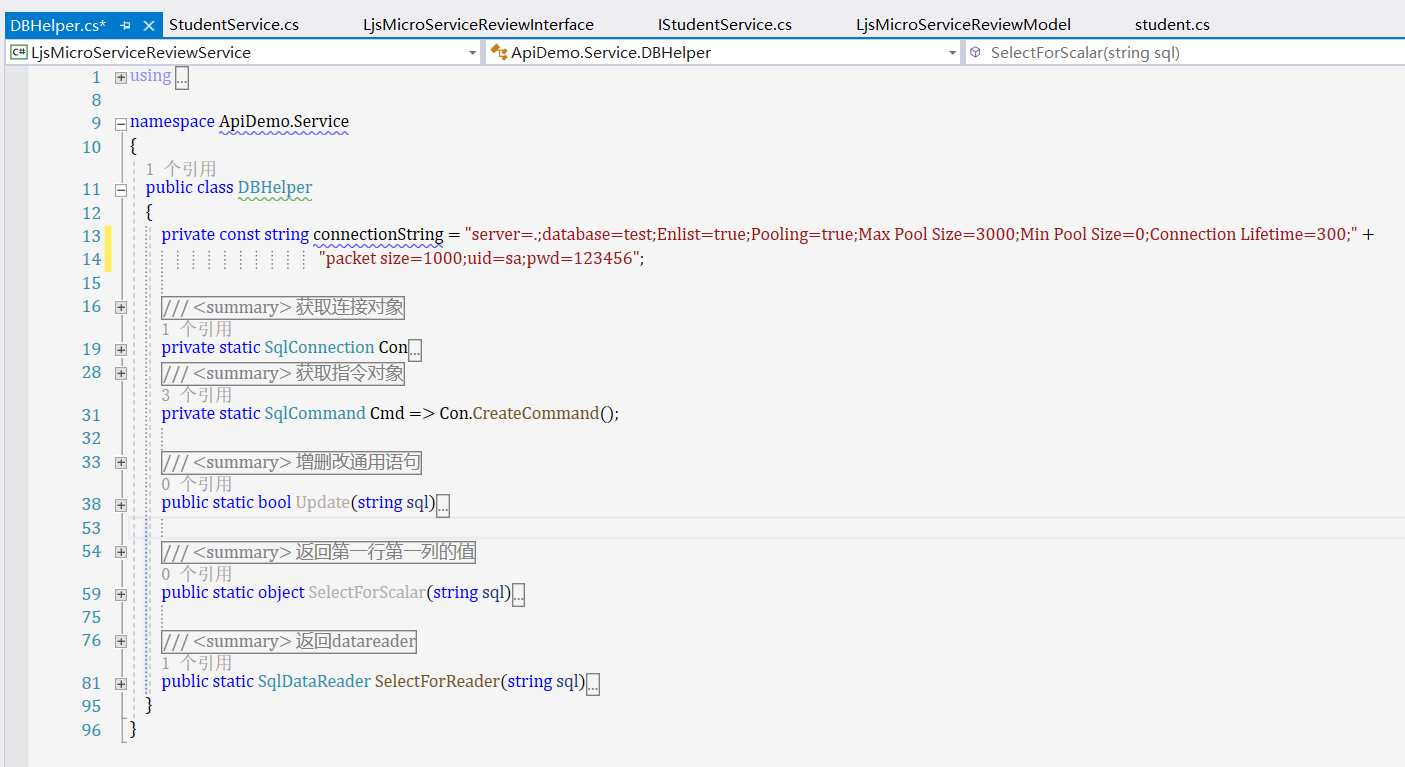 DBHelper.cs* StudentService.cs LjsMicroServiceReviewInterface IStudentService.cs LjsMicroServiceReviewModel student.cs
C# LjsMicroServiceReviewService ApiDemo.Service.DBHelper SelectForScalar(string sql)
1 using ...
8
9 namespace ApiDemo.Service
10 {
1 个引用
11 public class DBHelper
12 {
13 private const string connectionString = "server=.;database=test;Enlist=true;Pooling=true;Max Pool Size=3000;Min Pool Size=0;Connection Lifetime=300;" +
14 "packet size=1000;uid=sa;pwd=123456";
15
16 /// <summary> 获取连接对象
1 个引用
19 private static SqlConnection Con...
28 /// <summary> 获取指令对象
3 个引用
31 private static SqlCommand Cmd => Con.CreateCommand();
32
33 /// <summary> 增删改通用语句
0 个引用
38 public static bool Update(string sql)...
53
54 /// <summary> 返回第一行第一列的值
0 个引用
59 public static object SelectForScalar(string sql)...
75
76 /// <summary> 返回datareader
1 个引用
81 public static SqlDataReader SelectForReader(string sql)...
95 }
96 }